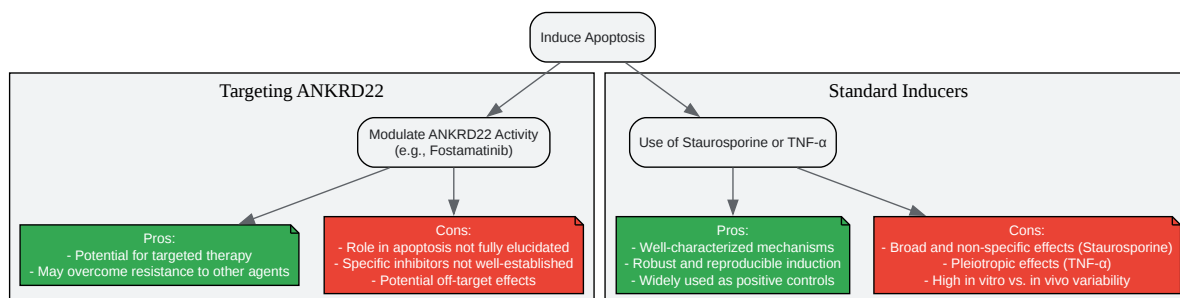 Induce Apoptosis
Targeting ANKRD22
Modulate ANKRD22 Activity
(e.g., Fostamatinib)
Pros:
- Potential for targeted therapy
- May overcome resistance to other agents
Cons:
- Role in apoptosis not fully elucidated
- Specific inhibitors not well-established
- Potential off-target effects
Standard Inducers
Use of Staurosporine or TNF-α
Pros:
- Well-characterized mechanisms
- Robust and reproducible induction
- Widely used as positive controls
Cons:
- Broad and non-specific effects (Staurosporine)
- Pleiotropic effects (TNF-α)
- High in vitro vs. in vivo variability